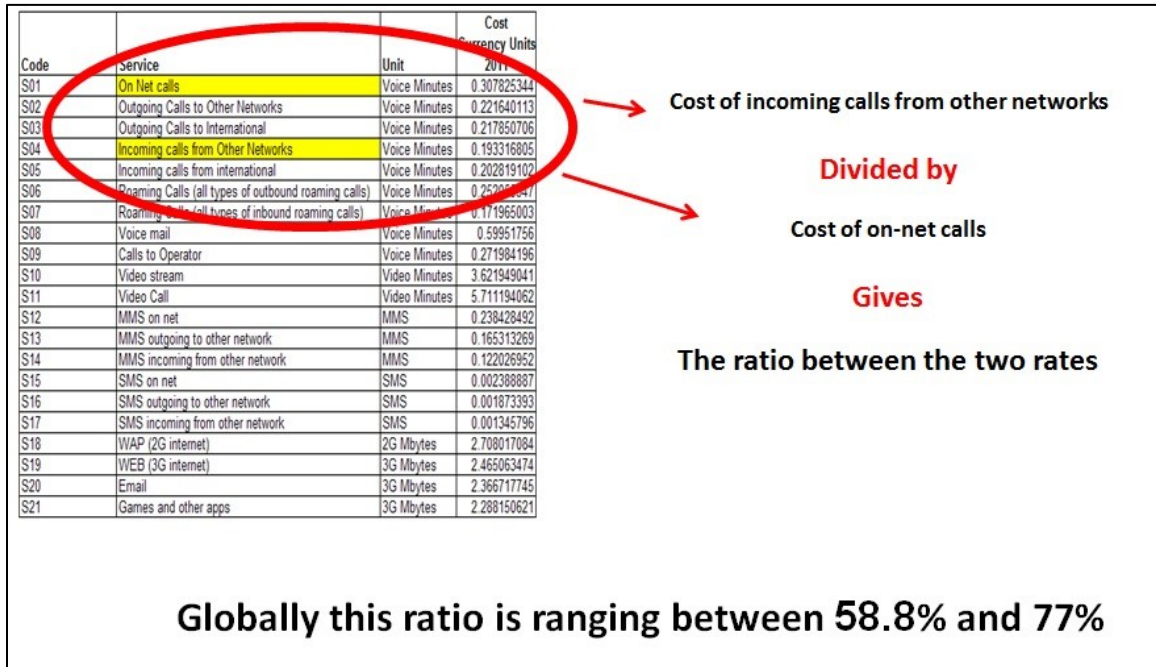 Cost
Currency Units
Code Service Unit 2011
S01 On Net calls Voice Minutes 0.307825344
S02 Outgoing Calls to Other Networks Voice Minutes 0.221640113
S03 Outgoing Calls to International Voice Minutes 0.217850706
S04 Incoming calls from Other Networks Voice Minutes 0.193316805
S05 Incoming calls from international Voice Minutes 0.202819102
S06 Roaming Calls (all types of outbound roaming calls) Voice Minutes
S07 Roaming Calls (all types of inbound roaming calls) Voice Minutes 0.171965003
S08 Voice mail Voice Minutes 0.59951756
S09 Calls to Operator Voice Minutes 0.271984196
S10 Video stream Video Minutes 3.621949041
S11 Video Call Video Minutes 5.711194062
S12 MMS on net MMS 0.238428492
S13 MMS outgoing to other network MMS 0.165313269
S14 MMS incoming from other network MMS 0.122026952
S15 SMS on net SMS 0.002388887
S16 SMS outgoing to other network SMS 0.001873393
S17 SMS incoming from other network SMS 0.001345796
S18 WAP (2G internet) 2G Mbytes 2.708017084
S19 WEB (3G internet) 3G Mbytes 2.465063474
S20 Email 3G Mbytes 2.366717745
S21 Games and other apps 3G Mbytes 2.288150621
Cost of incoming calls from other networks
Divided by
Cost of on-net calls
Gives
The ratio between the two rates
Globally this ratio is ranging between 58.8% and 77%